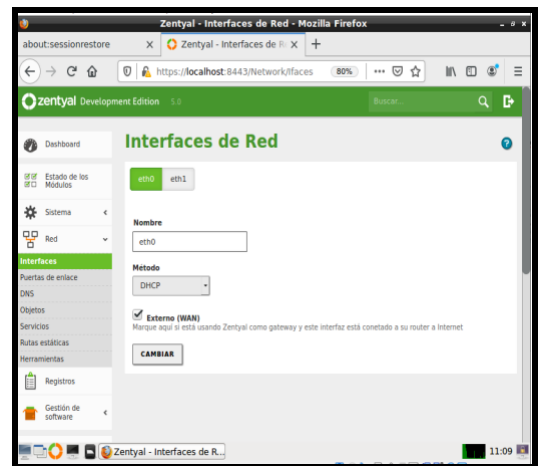 Zentyal - Interfaces de Red - Mozilla Firefox
about:sessionrestore
Zentyal - Interfaces de R
https://localhost:8443/Network/Ifaces
80%
zentyal Development Edition 5.0
Buscar...
Dashboard
Estado de los
Módulos
Sistema
Red
Interfaces
Puertas de enlace
DNS
Objetos
Servicios
Rutas estáticas
Herramientas
Registros
Gestión de
software
Interfaces de Red
eth0
eth1
Nombre
eth0
Método
DHCP
Externo (WAN)
Marque aquí si está usando Zentyal como gateway y este interfaz está conetado a su router a Internet
CAMBIAR
Zentyal - Interfaces de R...
11:09